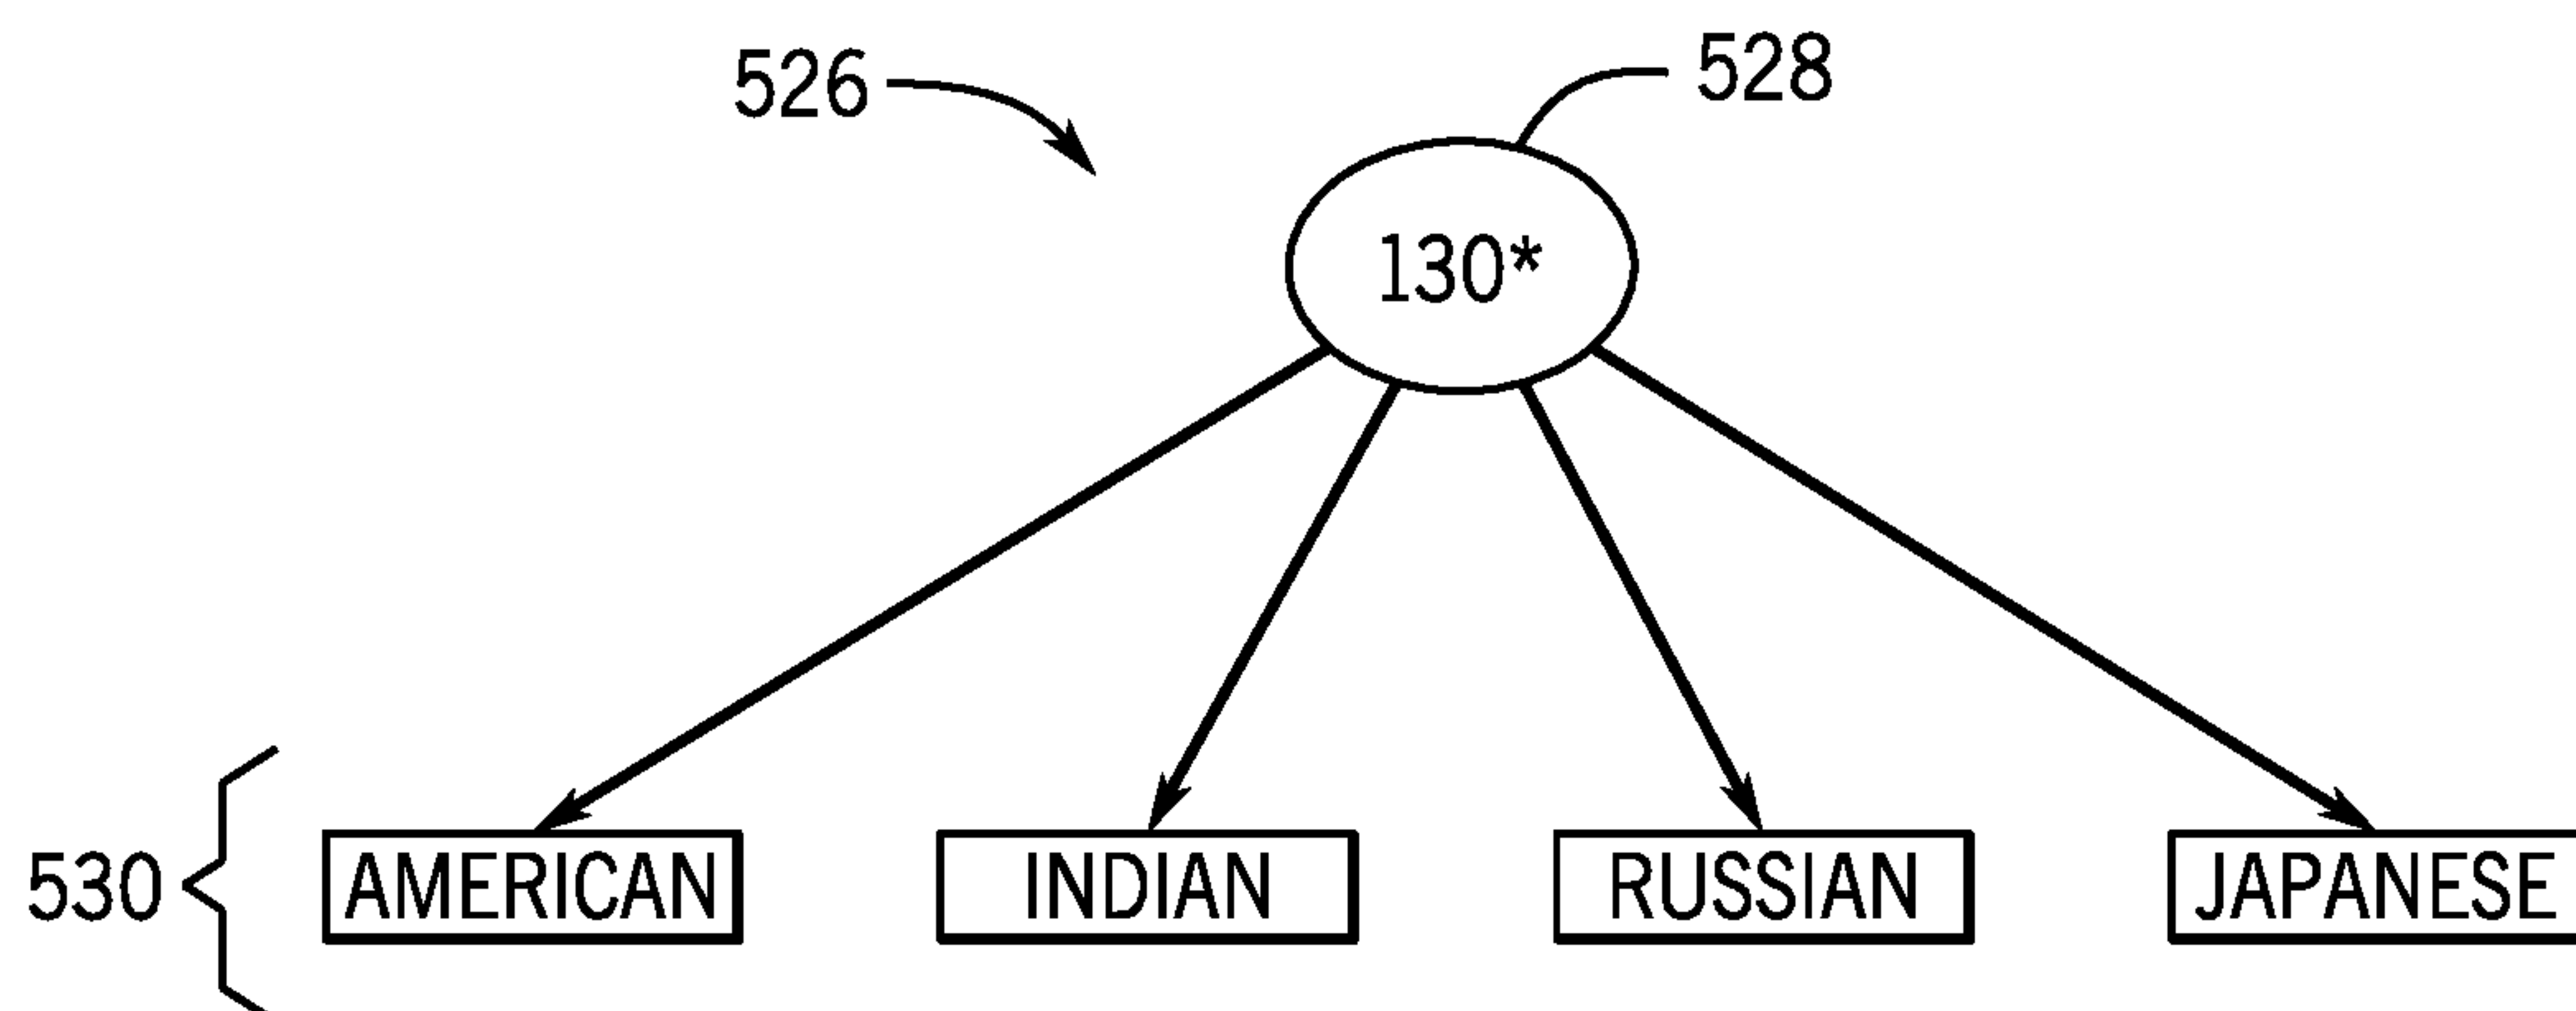 526
528
130*
530
AMERICAN
INDIAN
RUSSIAN
JAPANESE